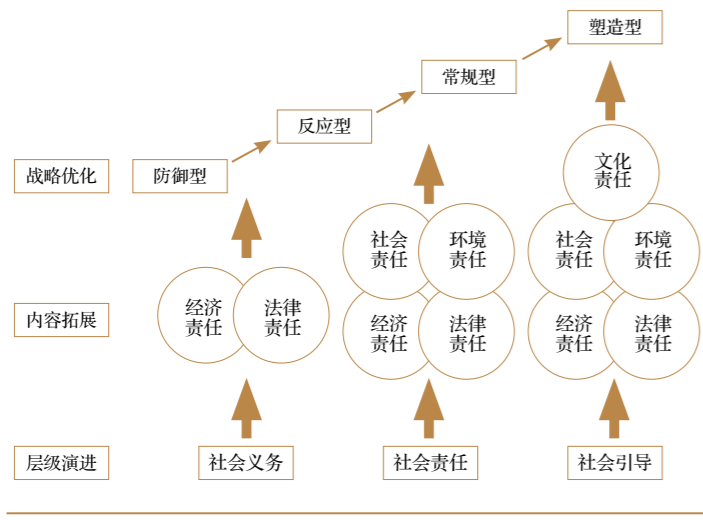 塑造型
常规型
反应型
战略优化
防御型
文化
责任
社会
责任
环境
责任
社会
责任
环境
责任
内容拓展
经济
责任
法律
责任
经济
责任
法律
责任
经济
责任
法律
责任
层级演进
社会义务
社会责任
社会引导